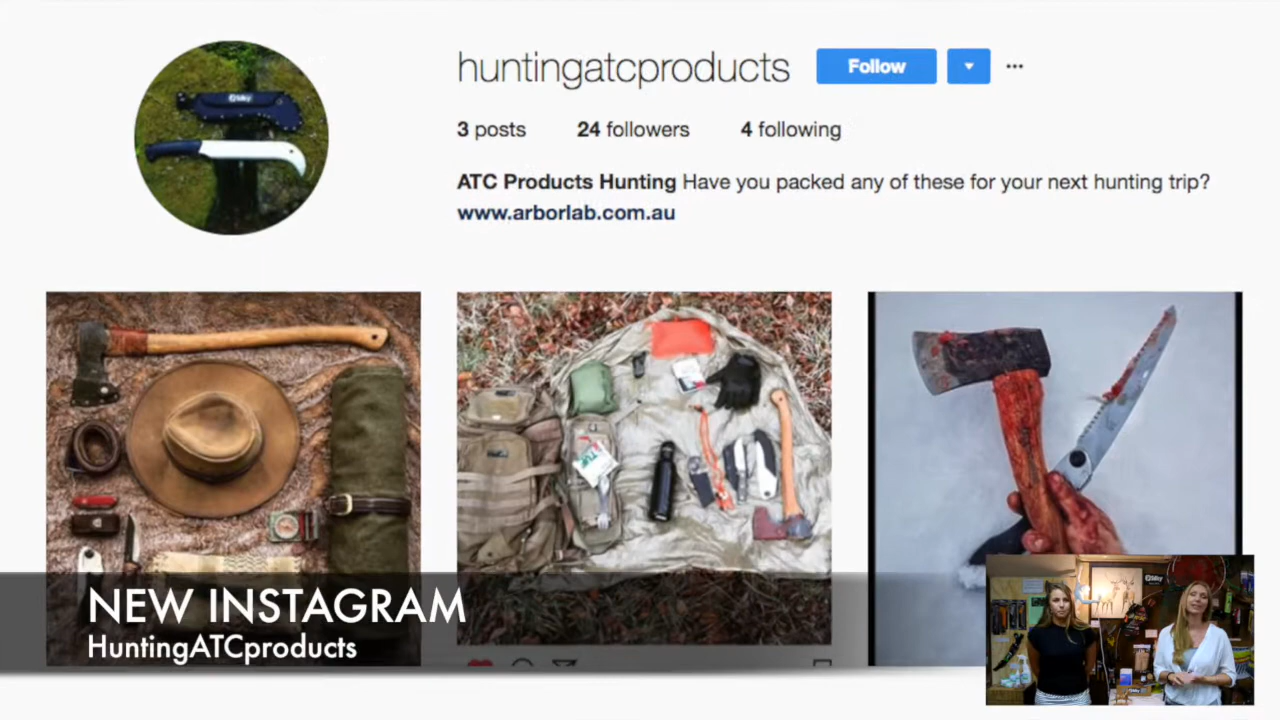 huntingatcproducts Follow
3 posts 24 followers 4 following
ATC Products Hunting Have you packed any of these for your next hunting trip?
www.arborlab.com.au
NEW INSTAGRAM
HuntingATCproducts
Silky